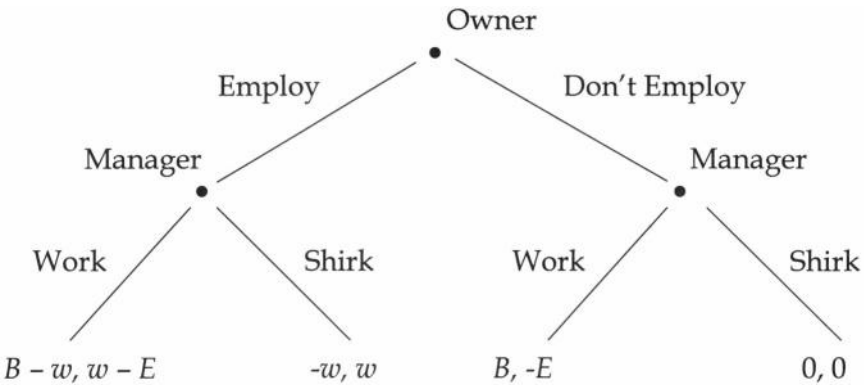 Owner
Employ Don't Employ
Manager Manager
Work Shirk Work Shirk
B – w, w – E -w, w B, -E 0, 0